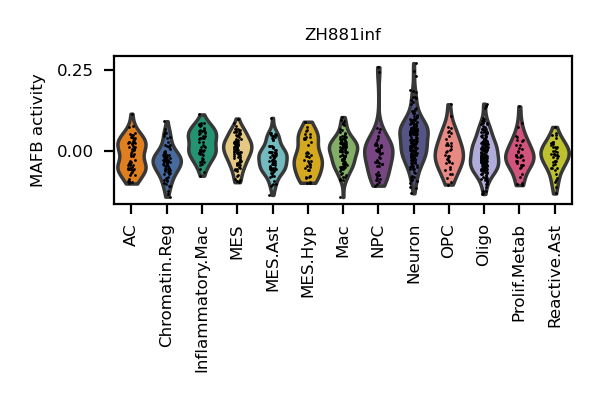 ZH881inf
0.25
0.00
MAFB activity
AC
Chromatin.Reg
Inflammatory.Mac
MES
MES.Ast
MES.Hyp
Mac
NPC
Neuron
OPC
Oligo
Prolif.Metab
Reactive.Ast